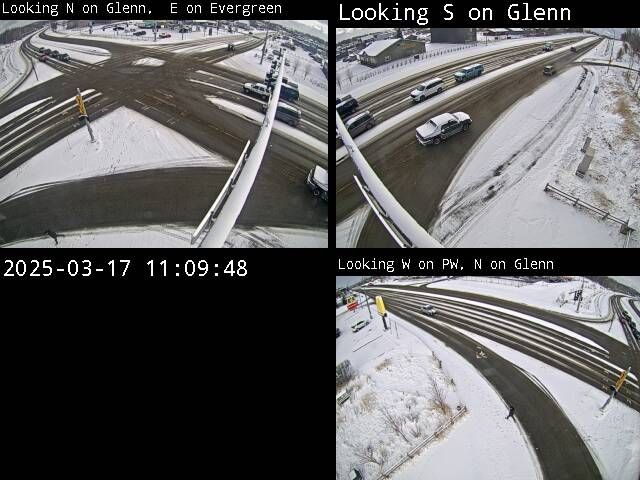 Looking N on Glenn,  E on Evergreen
Looking S on Glenn
2025-03-17 11:09:48
Looking W on PW, N on Glenn